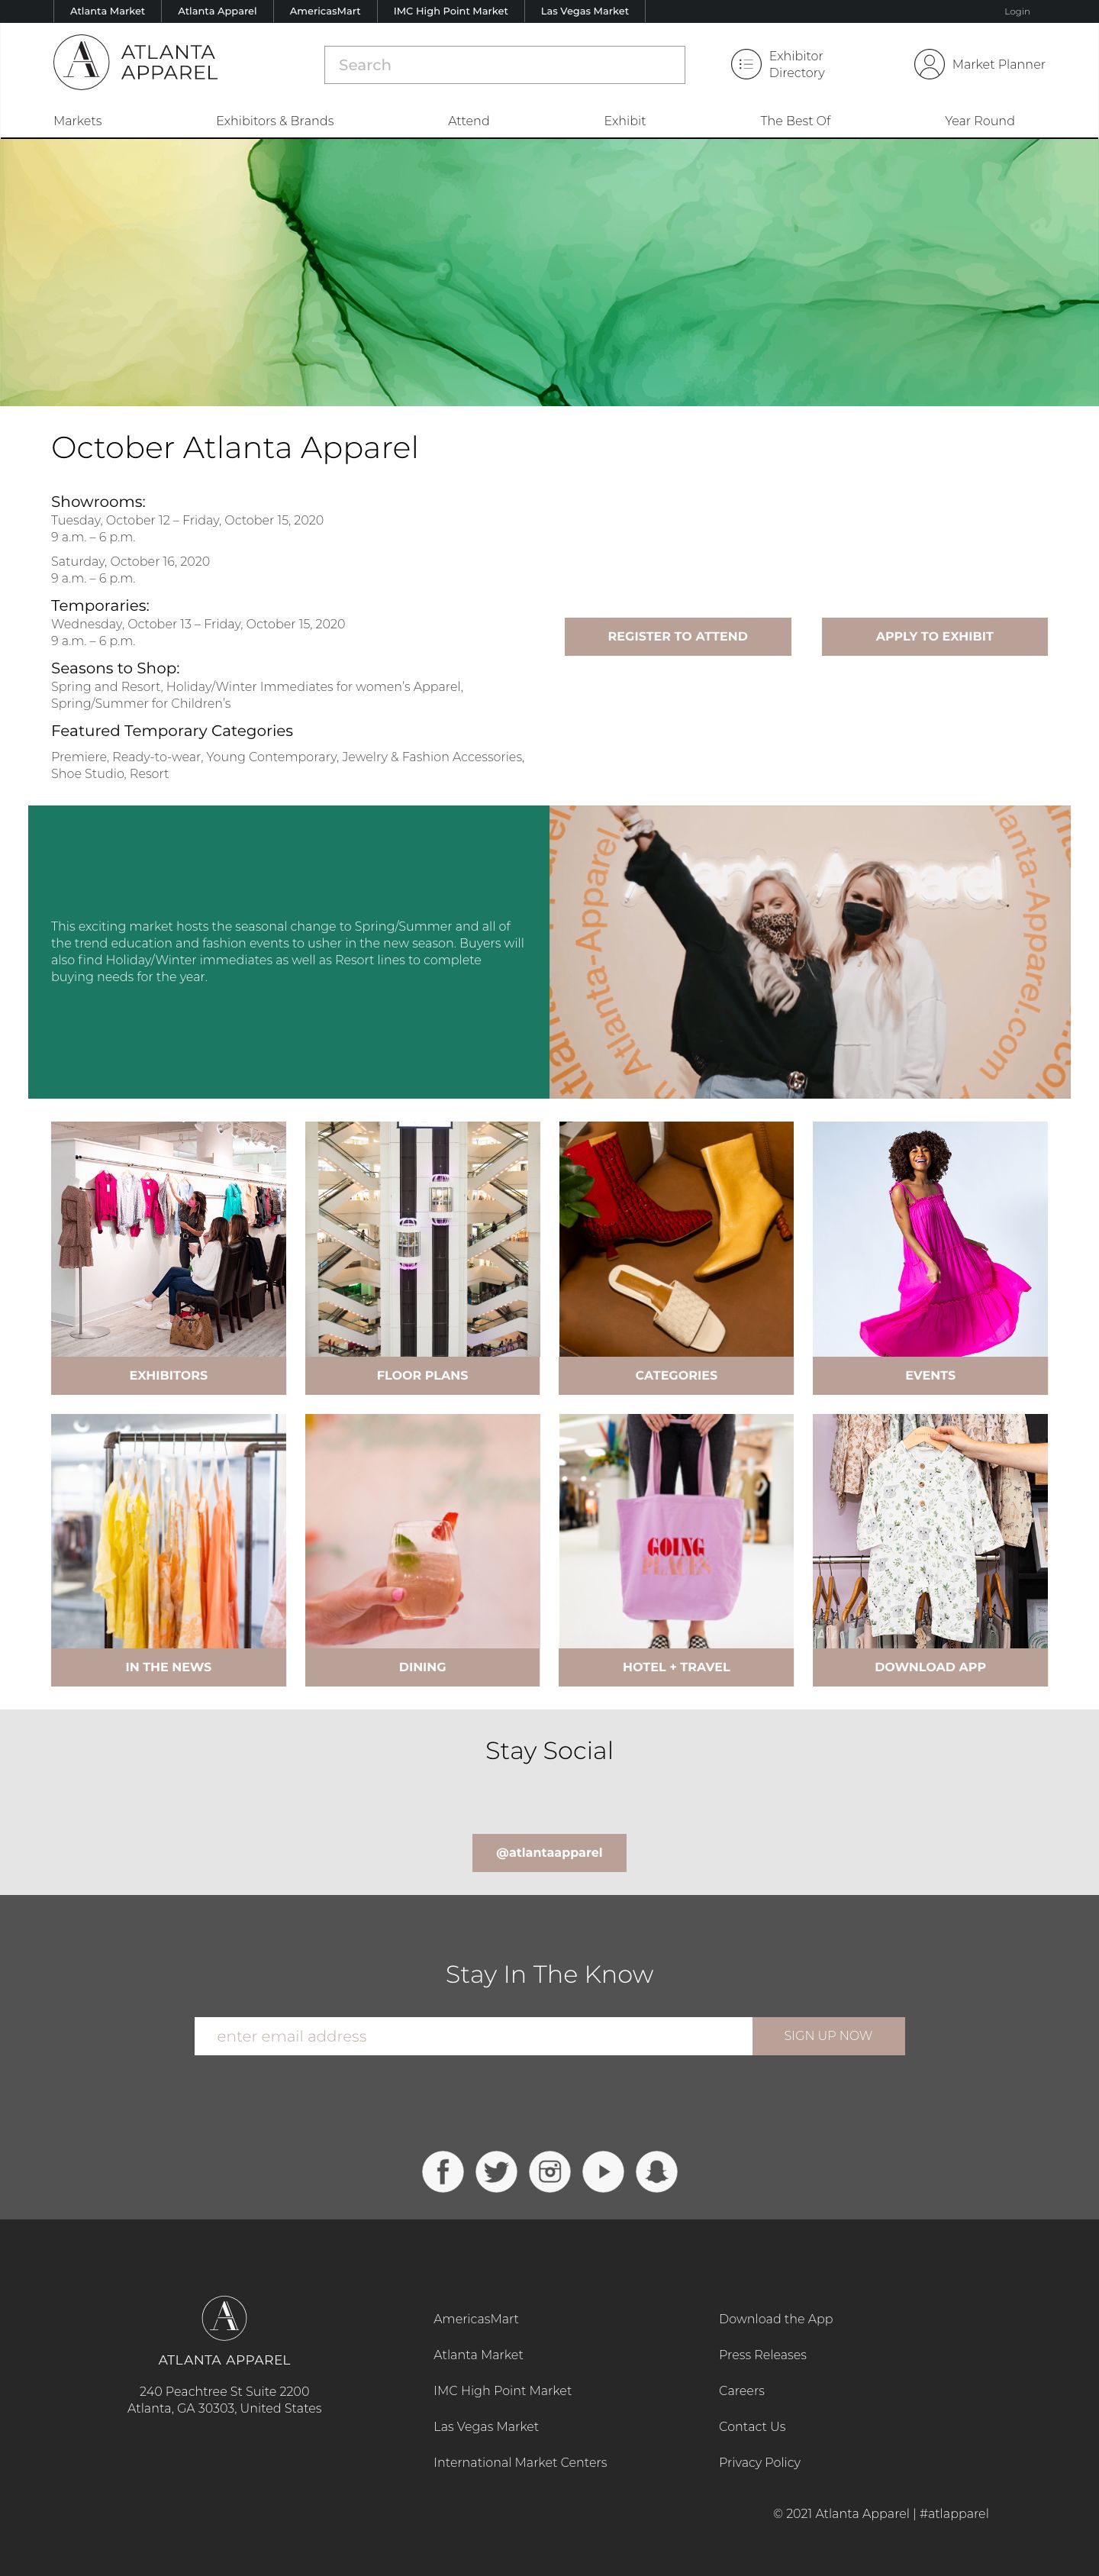 Atlanta Market
Atlanta Apparel
AmericasMart
IMC High Point Market
Las Vegas Market
Login
ATLANTA
APPAREL
Search
Exhibitor
Directory
Market Planner
Markets
Exhibitors & Brands
Attend
Exhibit
The Best Of
Year Round
October Atlanta Apparel
Showrooms:
Tuesday, October 12 – Friday, October 15, 2020
9 a.m. – 6 p.m.
Saturday, October 16, 2020
9 a.m. – 6 p.m.
Temporaries:
Wednesday, October 13 – Friday, October 15, 2020
9 a.m. – 6 p.m.
Seasons to Shop:
Spring and Resort, Holiday/Winter Immediates for women's Apparel,
Spring/Summer for Children's
Featured Temporary Categories
Premiere, Ready-to-wear, Young Contemporary, Jewelry & Fashion Accessories,
Shoe Studio, Resort
REGISTER TO ATTEND
APPLY TO EXHIBIT
This exciting market hosts the seasonal change to Spring/Summer and all of
the trend education and fashion events to usher in the new season. Buyers will
also find Holiday/Winter immediates as well as Resort lines to complete
buying needs for the year.
Atlanta-Apparel
lanta-Apparel.com
EXHIBITORS
FLOOR PLANS
CATEGORIES
EVENTS
GOING
PLACES
IN THE NEWS
DINING
HOTEL + TRAVEL
DOWNLOAD APP
Stay Social
@atlantaapparel
Stay In The Know
enter email address
SIGN UP NOW
ATLANTA APPAREL
240 Peachtree St Suite 2200
Atlanta, GA 30303, United States
AmericasMart
Atlanta Market
IMC High Point Market
Las Vegas Market
International Market Centers
Download the App
Press Releases
Careers
Contact Us
Privacy Policy
© 2021 Atlanta Apparel | #atlapparel